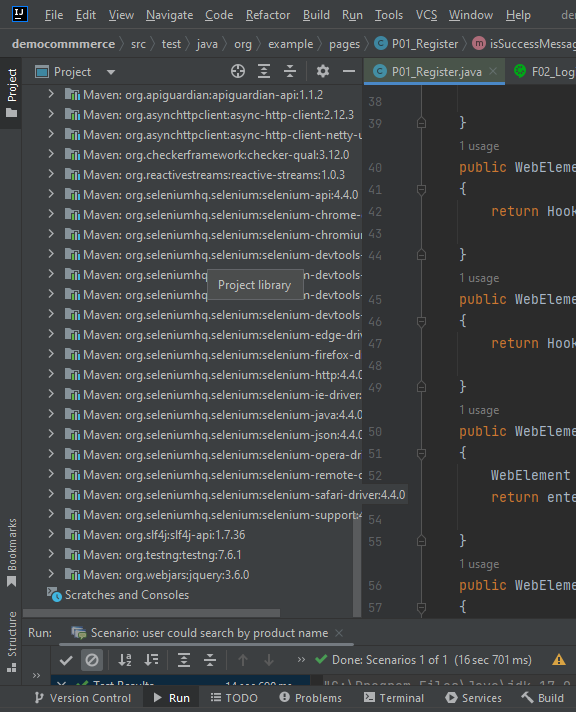 IJ File Edit View Navigate Code Refactor Build Run Tools VCS Window Help
democommmerce src test java org example pages P01_Register isSuccessMessag
Project
Project
P01_Register.java
F02_Log
Maven: org.apiguardian:apiguardian-api:1.1.2
Maven: org.asynchttpclient:async-http-client:2.12.3
Maven: org.asynchttpclient:async-http-client-netty-u
Maven: org.checkerframework:checker-qual:3.12.0
Maven: org.reactivestreams:reactive-streams:1.0.3
Maven: org.seleniumhq.selenium:selenium-api:4.4.0
Maven: org.seleniumhq.selenium:selenium-chrome-
Maven: org.seleniumhq.selenium:selenium-chromiu
Maven: org.seleniumhq.selenium:selenium-devtools-
Maven: org.seleniumhq.selenium:selenium-devtools-
Maven: org.seleniumhq. devtools-
Maven: org.seleniumhq.selenium:selenium-devtools-
Project library
Maven: org.seleniumhq.selenium:selenium-edge-driv
Maven: org.seleniumhq.selenium:selenium-firefox-d
Maven: org.seleniumhq.selenium:selenium-http:4.4.0
Maven: org.seleniumhq.selenium:selenium-ie-driver:
Maven: org.seleniumhq.selenium:selenium-java:4.4.0
Maven: org.seleniumhq.selenium:selenium-json:4.4.0
Maven: org.seleniumhq.selenium:selenium-opera-dr
Maven: org.seleniumhq.selenium:selenium-remote-d
Maven: org.seleniumhq.selenium:selenium-safari-driver:4.4.0
Maven: org.seleniumhq.selenium:selenium-support:4
Maven: org.slf4j:slf4j-api:1.7.36
Maven: org.testng:testng:7.6.1
Maven: org.webjars:jquery:3.6.0
Scratches and Consoles
38
39 }
1 usage
40 public WebEleme
41 {
42 return Hook
43
44 }
1 usage
45 public WebEleme
46 {
47 return Hook
48
49 }
1 usage
50 public WebEleme
51 {
52 WebElement
53 return ente
54
55 }
1 usage
56 public WebEleme
57 {
Bookmarks
Structure
Run: Scenario: user could search by product name
Done: Scenarios 1 of 1 (16 sec 701 ms)
Test Results 14 sec 690 ms
Version Control Run TODO Problems Terminal Services Build